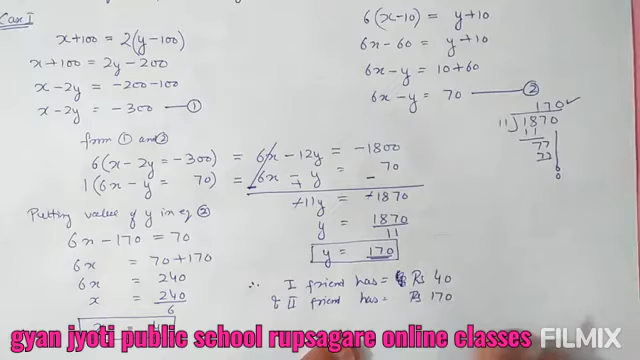 Case I
x+100 = 2(y-100)
x+100 = 2y-200
x-2y = -200-100
x-2y = -300 — ①
6(x-10) = y+10
6x-60 = y+10
6x-y = 10+60
6x-y = 70 — ②
170 ✓
11)1870
11
77
77
0
0
from ① and ②
6(x-2y = -300) = 6x-12y = -1800
1(6x-y = 70) = 6x-y = 70
- + -
-11y = -1870
y = 1870/11
y = 170
Putting value of y in eq ②
6x-170 = 70
6x = 70+170
6x = 240
x = 240/6
∴ I friend has = Rs 40
& II friend has = Rs 170
gyan jyoti public school rupsagare online classes
FILMIX